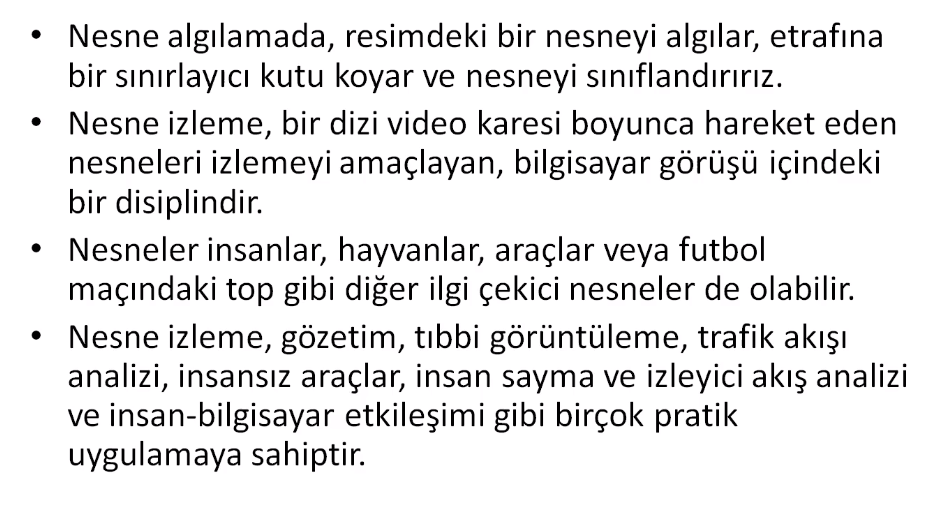 • Nesne algılamada, resimdeki bir nesneyi algılar, etrafına
bir sınırlayıcı kutu koyar ve nesneyi sınıflandırırız.
• Nesne izleme, bir dizi video karesi boyunca hareket eden
nesneleri izlemeyi amaçlayan, bilgisayar görüşü içindeki
bir disiplindir.
• Nesneler insanlar, hayvanlar, araçlar veya futbol
maçındaki top gibi diğer ilgi çekici nesneler de olabilir.
• Nesne izleme, gözetim, tıbbi görüntüleme, trafik akışı
analizi, insansız araçlar, insan sayma ve izleyici akış analizi
ve insan-bilgisayar etkileşimi gibi birçok pratik
uygulamaya sahiptir.